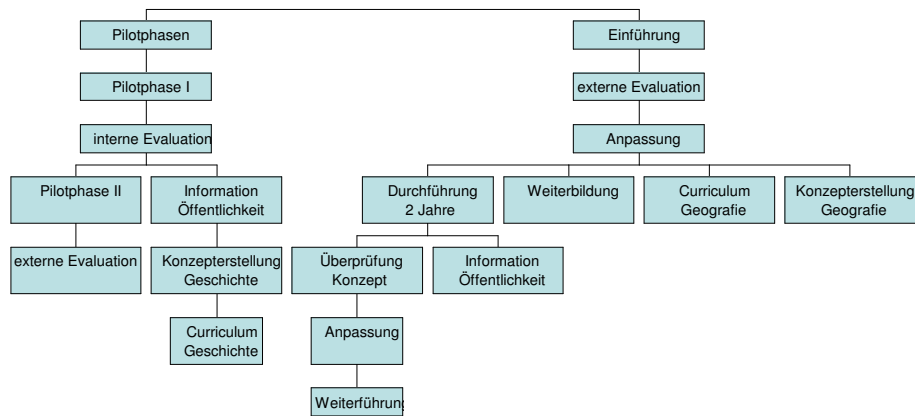 Pilotphasen
Einführung
Pilotphase I
externe Evaluation
interne Evaluation
Anpassung
Pilotphase II
Information
Öffentlichkeit
Durchführung
2 Jahre
Weiterbildung
Curriculum
Geografie
Konzepterstellung
Geografie
externe Evaluation
Konzepterstellung
Geschichte
Überprüfung
Konzept
Information
Öffentlichkeit
Curriculum
Geschichte
Anpassung
Weiterführung